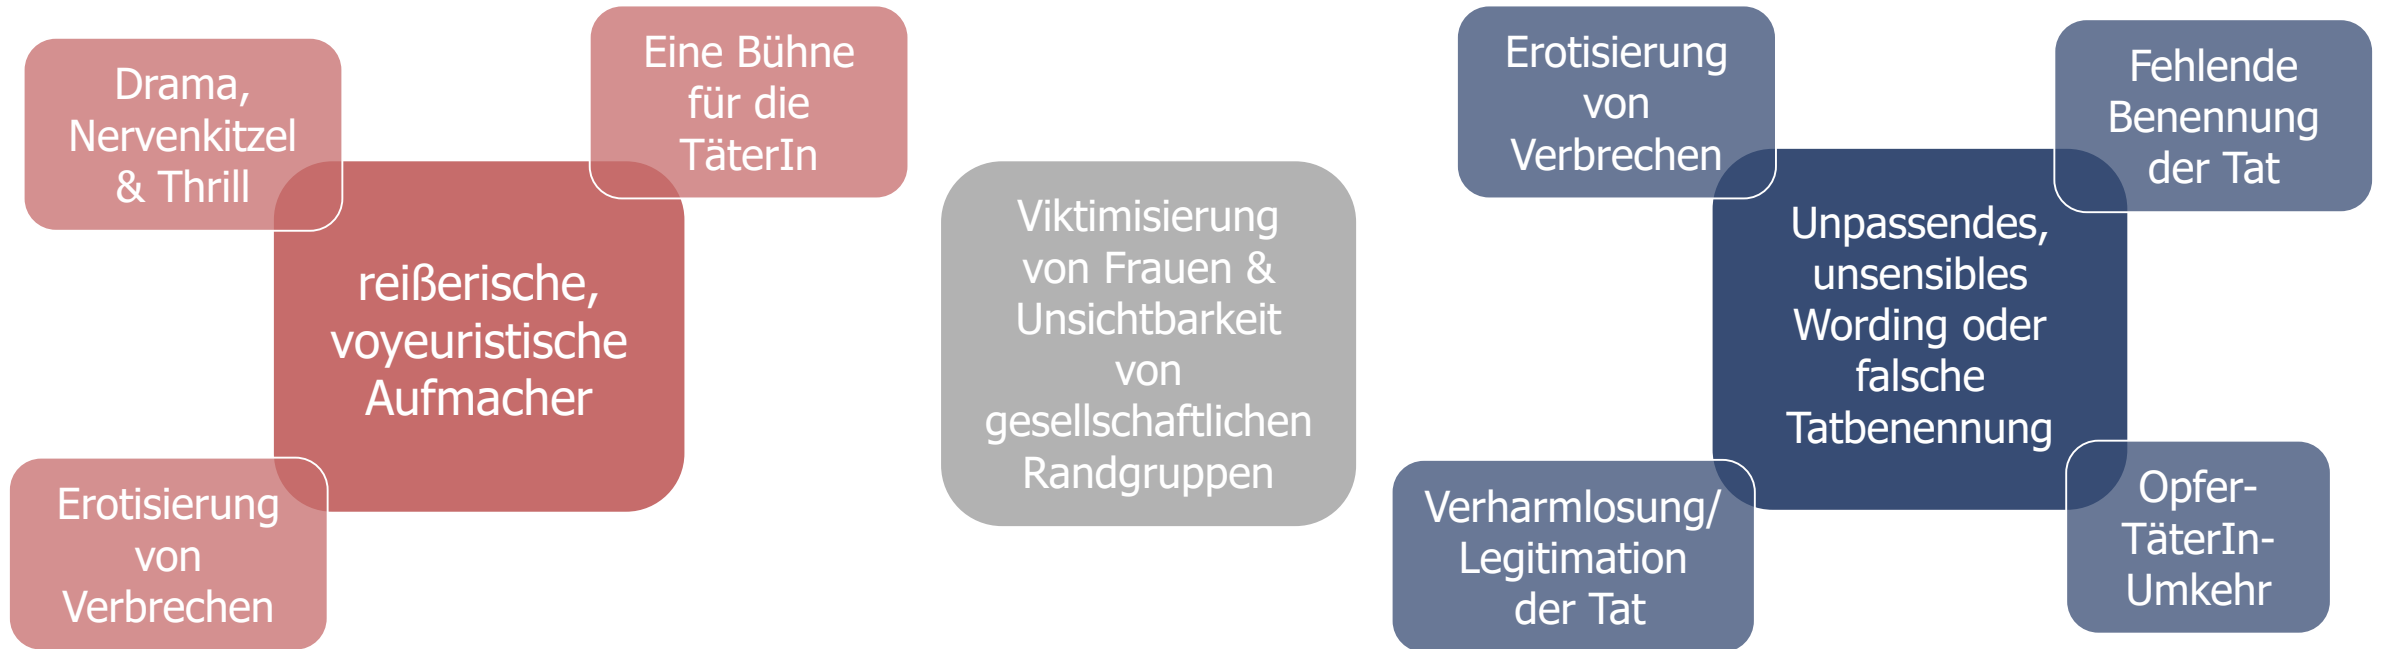 Drama,
Nervenkitzel
& Thrill
Eine Bühne
für die
TäterIn
reißerische,
voyeuristische
Aufmacher
Erotisierung
von
Verbrechen
Viktimisierung
von Frauen &
Unsichtbarkeit
von
gesellschaftlichen
Randgruppen
Erotisierung
von
Verbrechen
Fehlende
Benennung
der Tat
Unpassendes,
unsensibles
Wording oder
falsche
Tatbenennung
Verharmlosung/
Legitimation
der Tat
Opfer-
TäterIn-
Umkehr